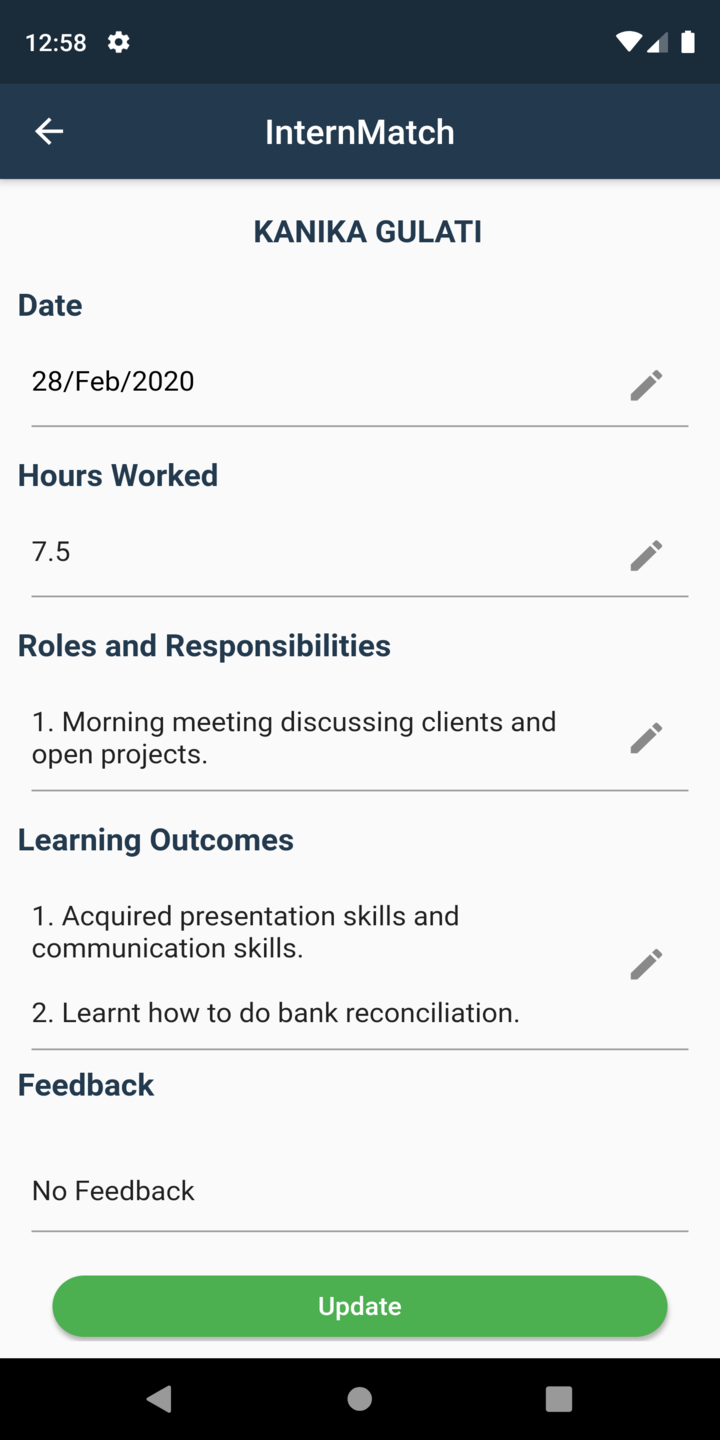 12:58
InternMatch
KANIKA GULATI
Date
28/Feb/2020
Hours Worked
7.5
Roles and Responsibilities
1. Morning meeting discussing clients and
open projects.
Learning Outcomes
1. Acquired presentation skills and
communication skills.
2. Learnt how to do bank reconciliation.
Feedback
No Feedback
Update